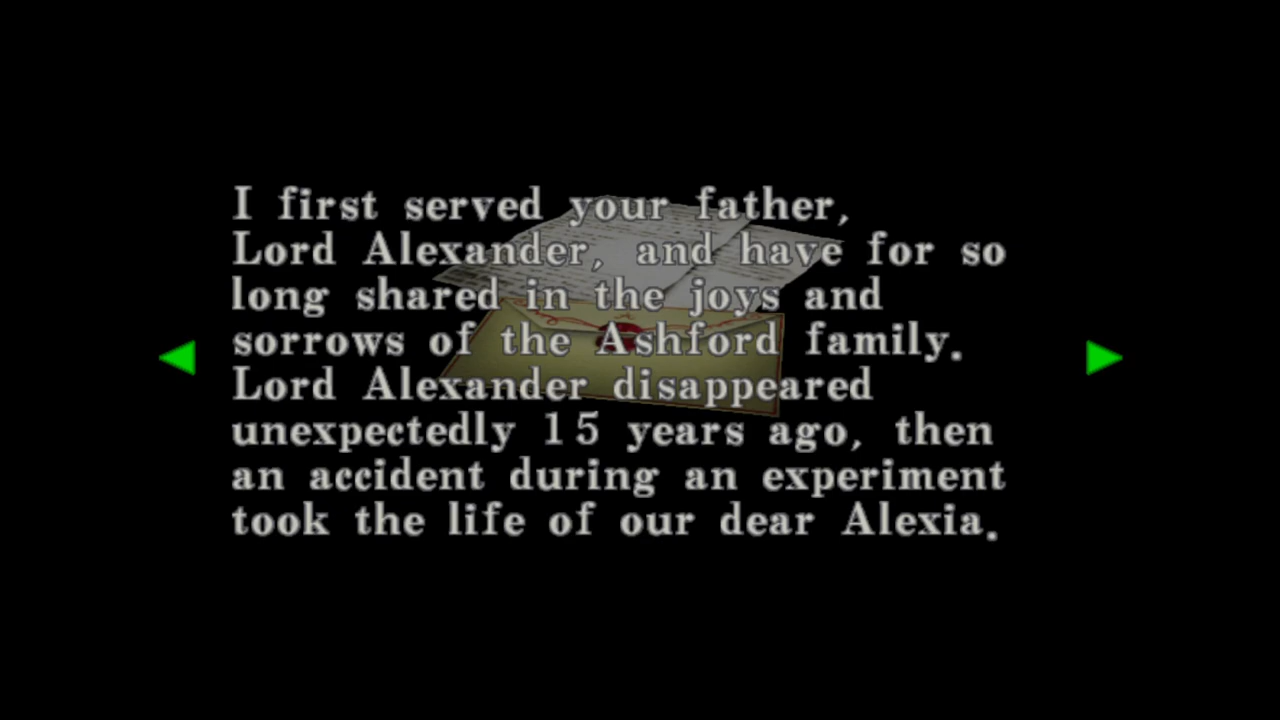 I first served your father,
Lord Alexander, and have for so
long shared in the joys and
sorrows of the Ashford family.
Lord Alexander disappeared
unexpectedly 15 years ago, then
an accident during an experiment
took the life of our dear Alexia.